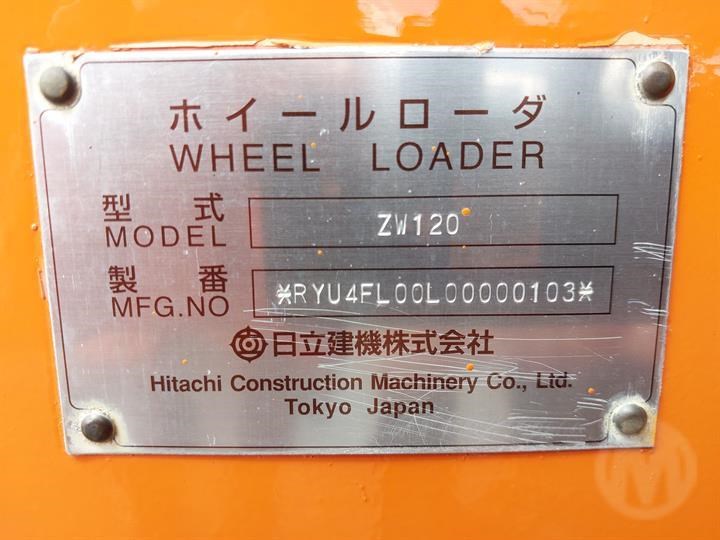 ホイールローダ
WHEEL LOADER
型式 ZW120
MODEL
製番 *RYU4FL00L00000103*
MFG.NO
日立建機株式会社
Hitachi Construction Machinery Co., Ltd.
Tokyo Japan
M